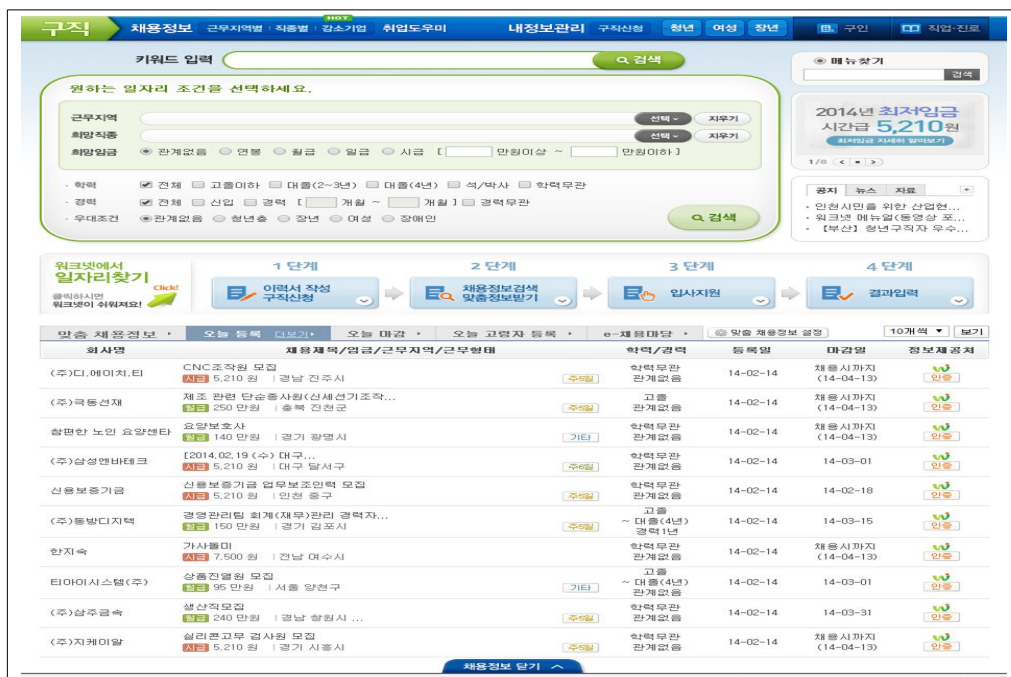 구직 채용정보 근무지역별 직종별 강소기업 HOT 취업도우미 내정보관리 구직신청 청년 여성 장년 구인 직업·진로
키워드 입력 검색
메뉴찾기
검색
원하는 일자리 조건을 선택하세요.
근무지역 선택 지우기
희망직종 선택 지우기
희망임금 관계없음 연봉 월급 일급 시급 [ 만원이상 ~ 만원이하 ]
· 학력 전체 고졸이하 대졸(2~3년) 대졸(4년) 석/박사 학력무관
· 경력 전체 신입 경력 [ 개월 ~ 개월 ] 경력무관
· 우대조건 관계없음 청년층 장년 여성 장애인
검색
2014년 최저임금
시간급 5,210원
최저임금 자세히 알아보기
1/8
공지 뉴스 자료
· 인천시민을 위한 산업현...
· 워크넷 메뉴얼(동영상 포...
· [부산] 청년구직자 우수...
워크넷에서
일자리찾기
Click!
클릭하시면
워크넷이 쉬워져요!
1 단계
이력서 작성
구직신청
2 단계
채용정보검색
맞춤정보받기
3 단계
입사지원
4 단계
결과입력
맞춤 채용정보 오늘 등록 더보기 오늘 마감 오늘 고령자 등록 e-채용마당 맞춤 채용정보 설정 10개씩 보기
회사명 채용제목/임금/근무지역/근무형태 학력/경력 등록일 마감일 정보제공처
(주)디.에이치.티 CNC조작원 모집 시급 5,210 원 | 경남 진주시 주5일 학력무관 관계없음 14-02-14 채용시까지 (14-04-13) 인증
(주)극동선재 제조 관련 단순종사원(신세선기조작... 월급 250 만원 | 충북 진천군 주5일 고졸 관계없음 14-02-14 채용시까지 (14-04-13) 인증
참편한 노인 요양센타 요양보호사 월급 140 만원 | 경기 광명시 기타 학력무관 관계없음 14-02-14 채용시까지 (14-04-13) 인증
(주)삼성엔바테크 [2014.02.19 (수) 대구... 시급 5,210 원 | 대구 달서구 주6일 학력무관 관계없음 14-02-14 14-03-01 인증
신용보증기금 신용보증기금 업무보조인력 모집 시급 5,210 원 | 인천 중구 주5일 학력무관 관계없음 14-02-14 14-02-18 인증
(주)동방디지텍 경영관리팀 회계(재무)관리 경력자... 월급 150 만원 | 경기 김포시 주5일 고졸 ~ 대졸(4년) 경력1년 14-02-14 14-03-15 인증
한지숙 가사돌미 시급 7,500 원 | 전남 여수시 학력무관 관계없음 14-02-14 채용시까지 (14-04-13) 인증
티아이시스템(주) 상품진열원 모집 월급 95 만원 | 서울 양천구 기타 고졸 ~ 대졸(4년) 관계없음 14-02-14 14-03-01 인증
(주)삼주금속 생산직모집 월급 240 만원 | 경남 창원시 ... 주5일 학력무관 관계없음 14-02-14 14-03-31 인증
(주)지케이알 실리콘고무 검사원 모집 시급 5,210 원 | 경기 시흥시 주5일 학력무관 관계없음 14-02-14 채용시까지 (14-04-13) 인증
채용정보 닫기